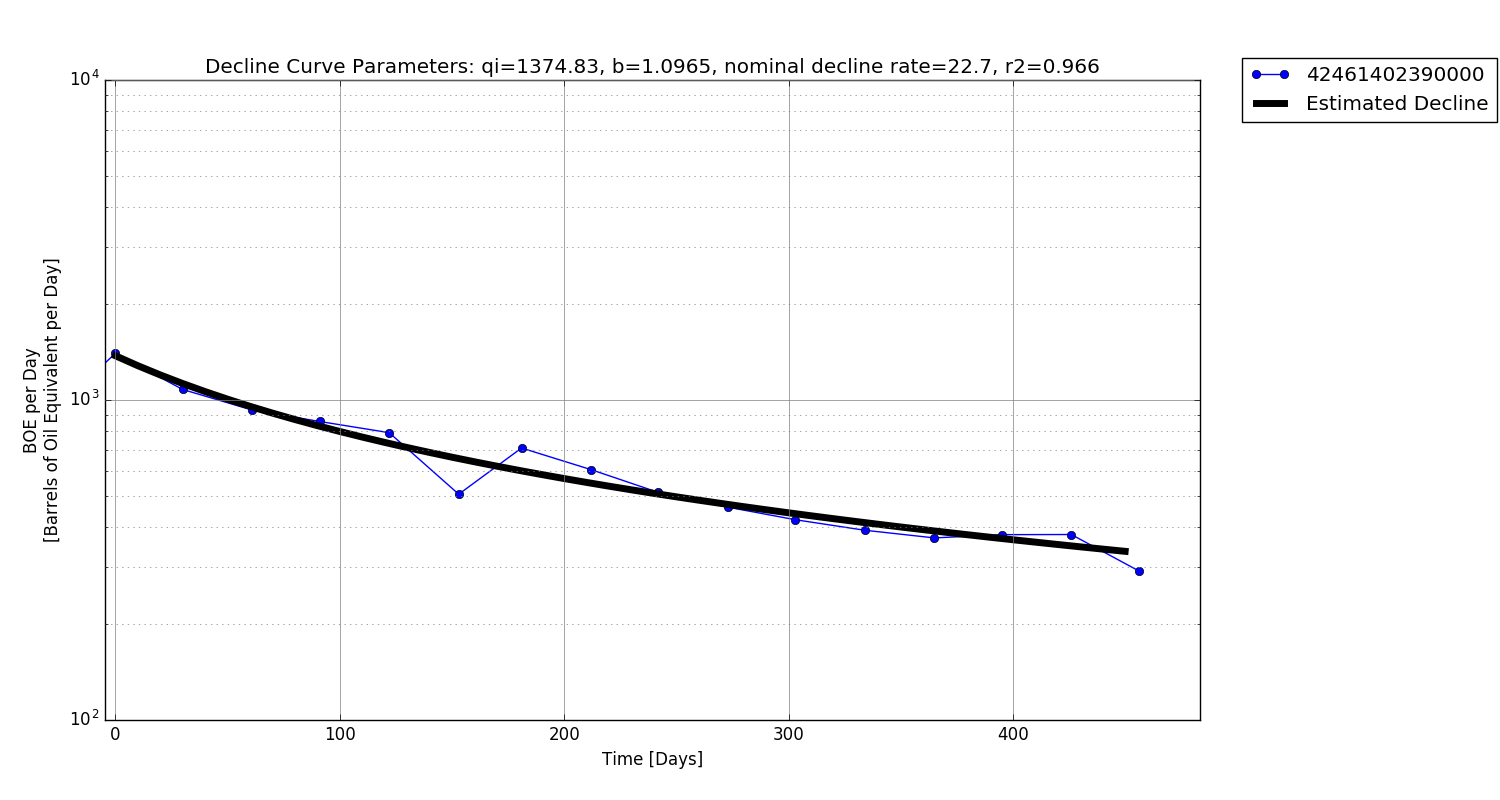 Decline Curve Parameters: qi=1374.83, b=1.0965, nominal decline rate=22.7, r2=0.966
42461402390000
Estimated Decline
10^4
10^3
10^2
BOE per Day
[Barrels of Oil Equivalent per Day]
0 100 200 300 400
Time [Days]